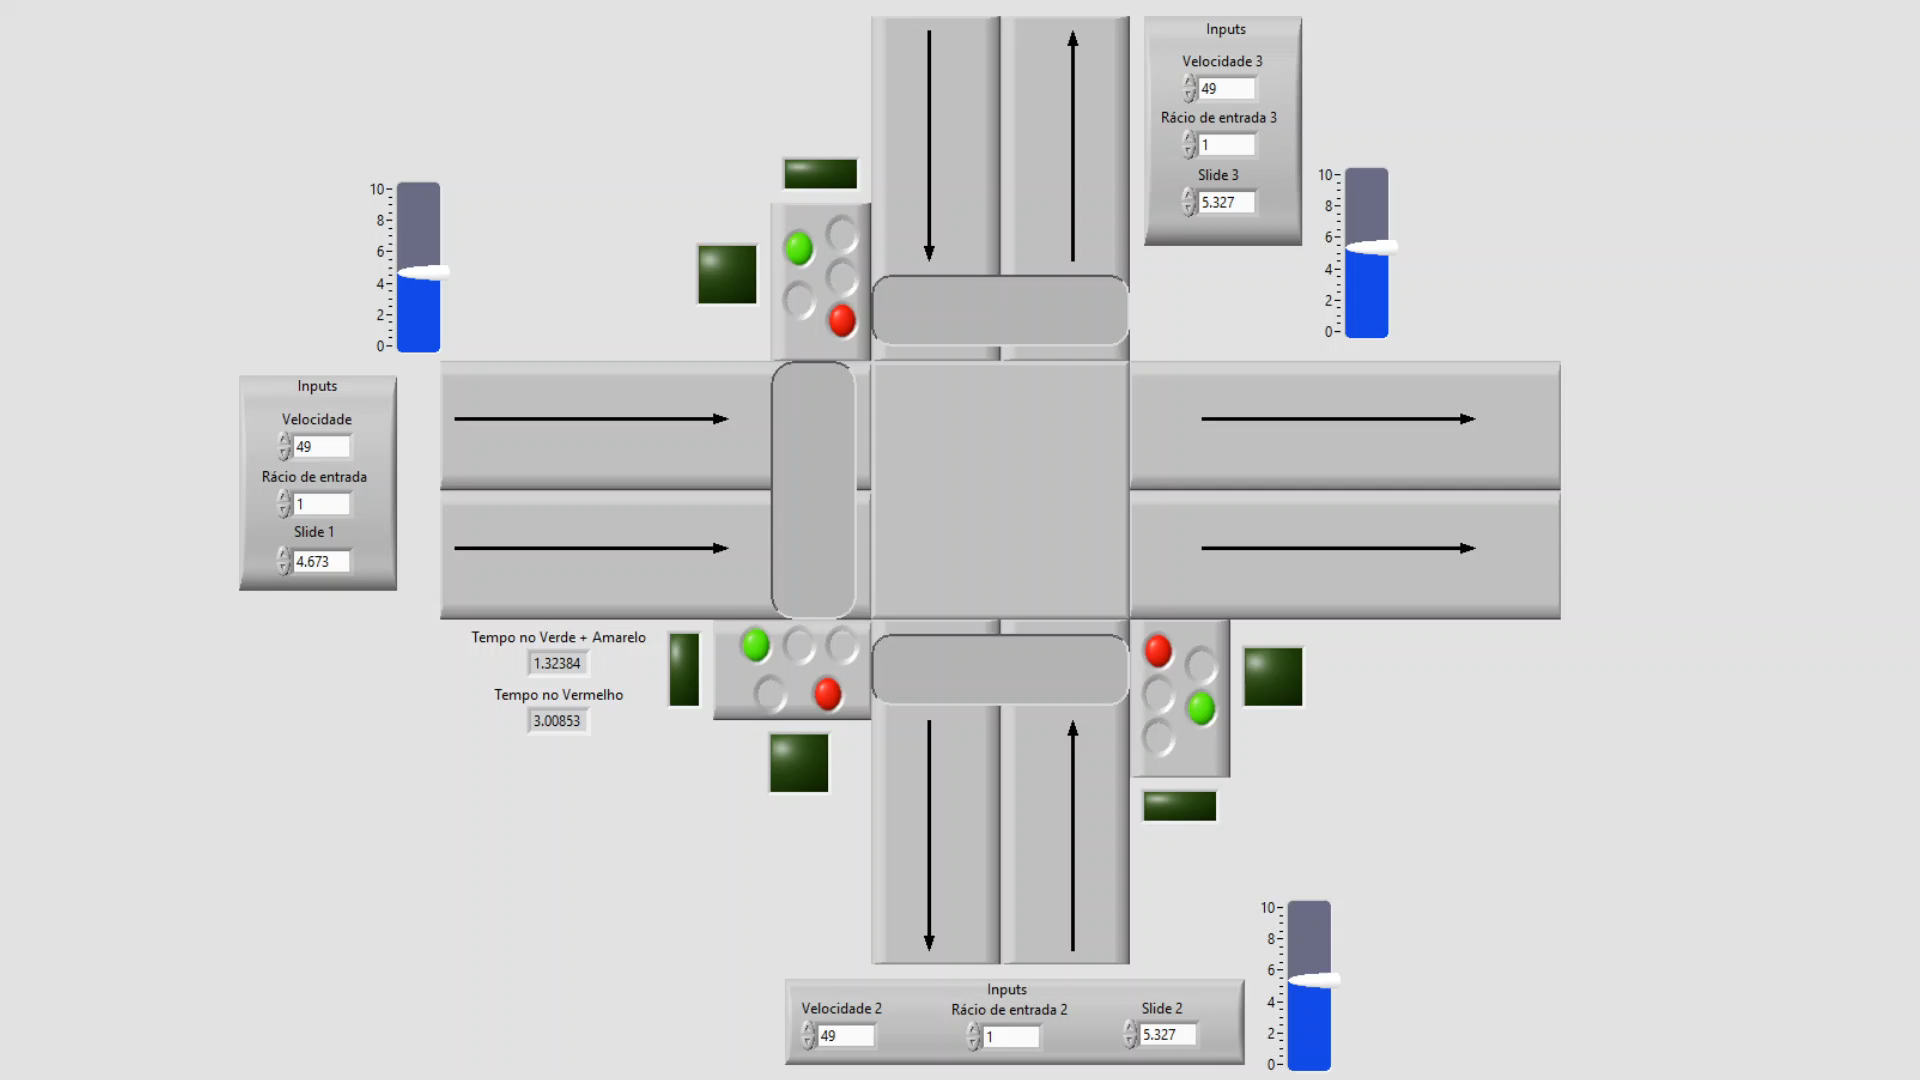 Inputs
Velocidade 3
49
Rácio de entrada 3
1
Slide 3
5.327
10
8
6
4
2
0
10
8
6
4
2
0
Inputs
Velocidade
49
Rácio de entrada
1
Slide 1
4.673
Tempo no Verde + Amarelo
1.32384
Tempo no Vermelho
3.00853
10
8
6
4
2
0
Inputs
Velocidade 2
49
Rácio de entrada 2
1
Slide 2
5.327